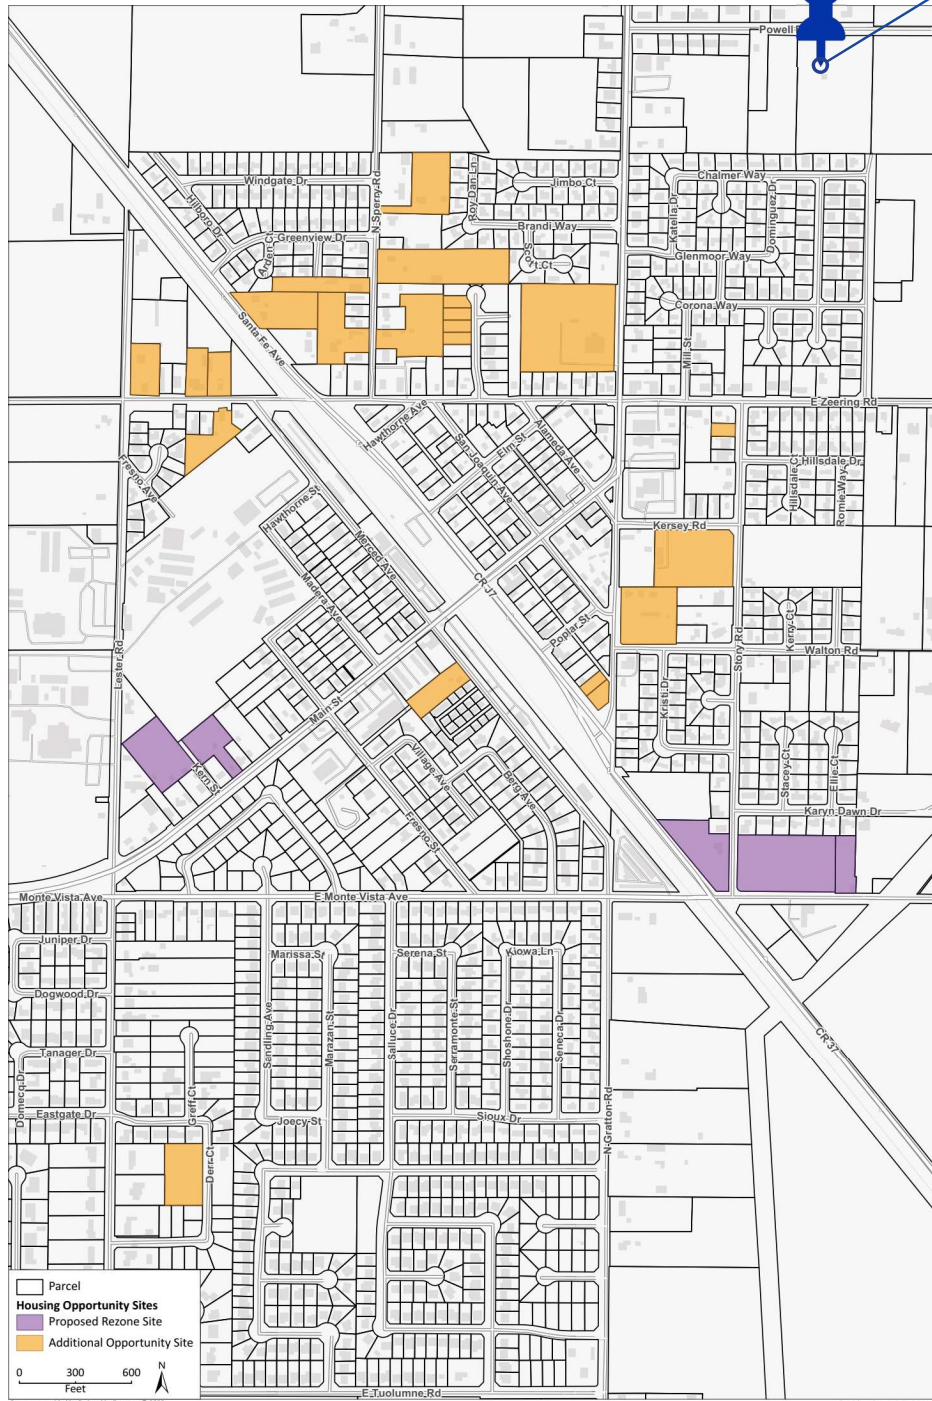 Powell
Windgate Dr
N Sperry Rd
Roy Dan Ln
Jimbo Ct
Chalmer Way
Hilboro Dr
Katella Dr
Dominguez Dr
Brandi Way
Greenview Dr
Arden C
Scot
t Ct
Glenmoor Way
Corona Way
Santa Fe Ave
Mill St
E Zeering Rd
Hawthorne Ave
San Joaquin Ave
Elm St
Alameda Ave
Fresno Ave
Hillsdale Dr
Hillsdale C
Romie Way
Hawthorne St
Kersey Rd
Merced Ave
Madera Ave
CR 37
Poplar St
Kerry Ct
Lester Rd
Story Rd
Walton Rd
Kristi Dr
Main St
Kern St
Village Ave
Berg Ave
Stacey Ct
Ellie Ct
Fresno St
Karyn Dawn Dr
Monte Vista Ave
E Monte Vista Ave
Juniper Dr
Marissa St
Serena St
Kiowa Ln
Dogwood Dr
Sandling Ave
Marazan St
Salluce Dr
Serramonte St
Shoshone Dr
Seneca Dr
CR 37
Tanager Dr
Domecq Dr
Greff Ct
Eastgate Dr
Joecy St
Sioux Dr
N Gratton Rd
Derr Ct
Parcel
Housing Opportunity Sites
Proposed Rezone Site
Additional Opportunity Site
0 300 600
Feet
N
E Tuolumne Rd